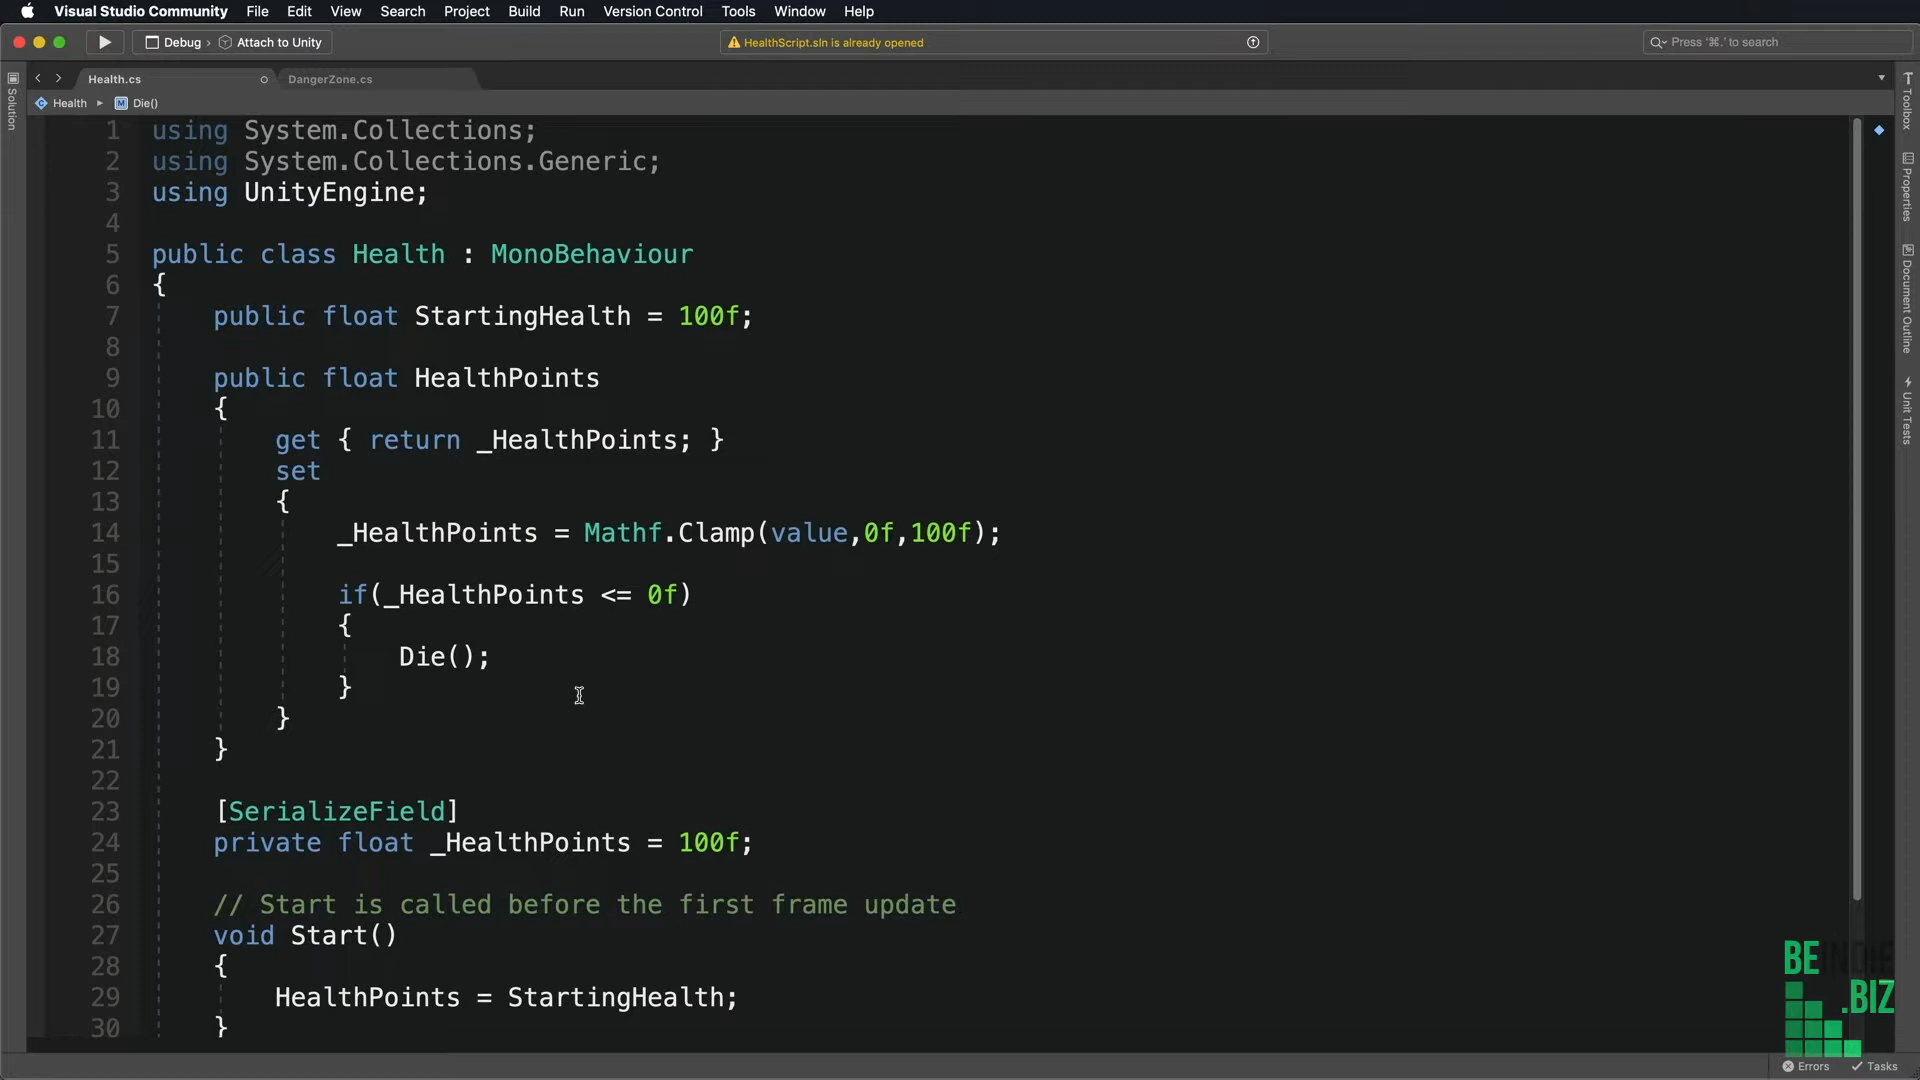 Visual Studio Community File Edit View Search Project Build Run Version Control Tools Window Help
Debug › Attach to Unity HealthScript.sln is already opened Press '⌘.' to search
Health.cs DangerZone.cs
Health ▸ Die()
Solution
1 using System.Collections;
2 using System.Collections.Generic;
3 using UnityEngine;
4
5 public class Health : MonoBehaviour
6 {
7 public float StartingHealth = 100f;
8
9 public float HealthPoints
10 {
11 get { return _HealthPoints; }
12 set
13 {
14 _HealthPoints = Mathf.Clamp(value,0f,100f);
15
16 if(_HealthPoints <= 0f)
17 {
18 Die();
19 }
20 }
21 }
22
23 [SerializeField]
24 private float _HealthPoints = 100f;
25
26 // Start is called before the first frame update
27 void Start()
28 {
29 HealthPoints = StartingHealth;
30 }
Toolbox
Properties
Document Outline
Unit Tests
BEINDIE
.BIZ
Errors Tasks